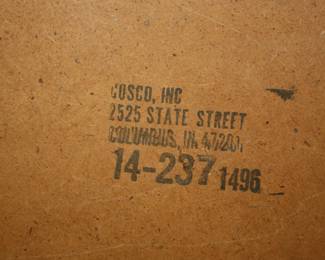 COSCO, INC
2525 STATE STREET
COLUMBUS, IN. 47201
14-237 1496